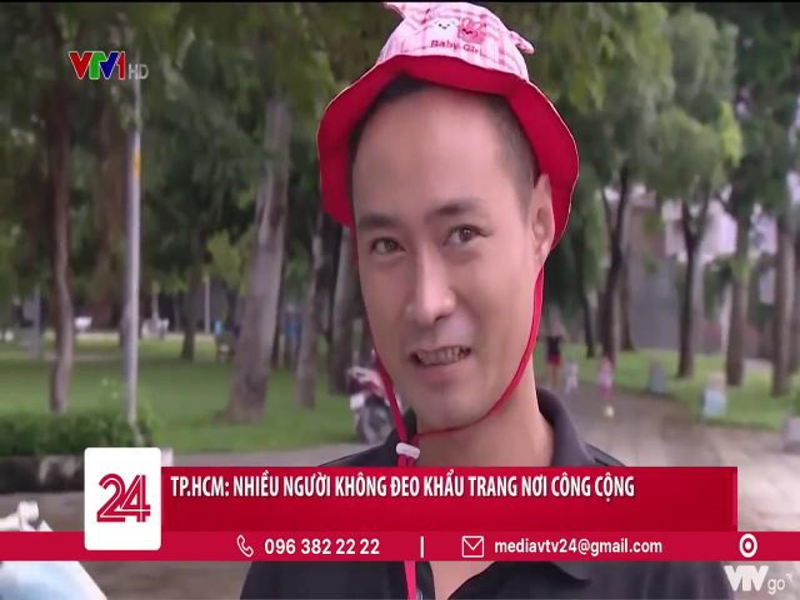 Baby Girl
VTV1 HD
24
TP.HCM: NHIỀU NGƯỜI KHÔNG ĐEO KHẨU TRANG NƠI CÔNG CỘNG
096 382 22 22 | mediavtv24@gmail.com
VTV go